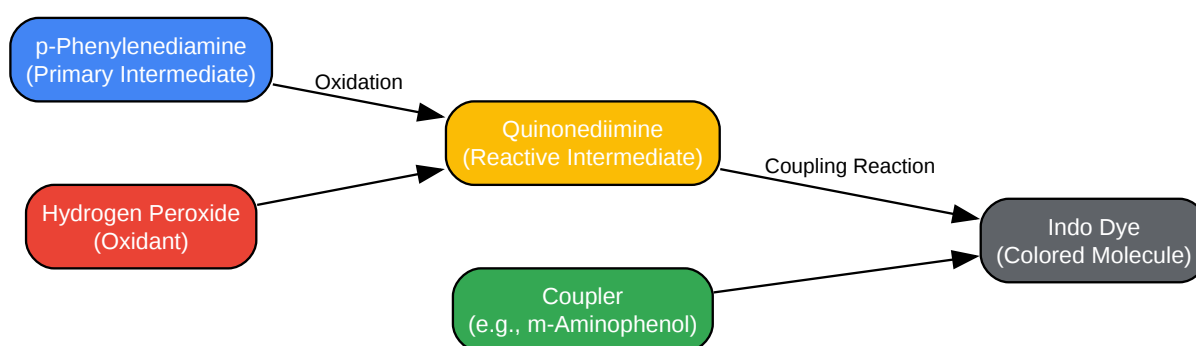 p-Phenylenediamine
(Primary Intermediate)
Oxidation
Quinonediimine
(Reactive Intermediate)
Coupling Reaction
Hydrogen Peroxide
(Oxidant)
Indo Dye
(Colored Molecule)
Coupler
(e.g., m-Aminophenol)